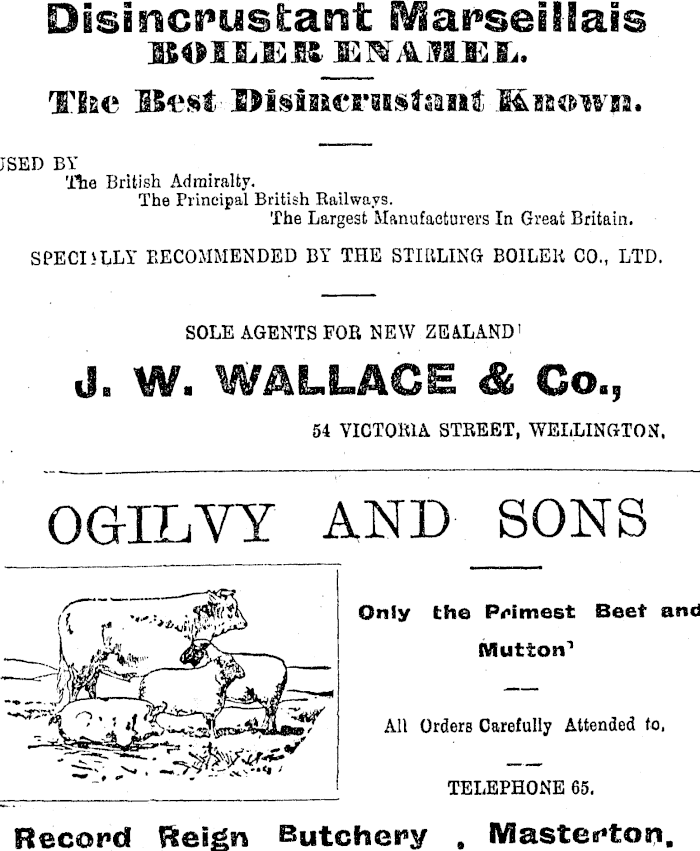 Disincrustant Marseillais
BOILER ENAMEL.
The Best Disincrustant Known.
USED BY
The British Admiralty.
The Principal British Railways.
The Largest Manufacturers In Great Britain.
SPECIALLY RECOMMENDED BY THE STIRLING BOILER CO., LTD.
SOLE AGENTS FOR NEW ZEALAND
J. W. WALLACE & Co.,
54 VICTORIA STREET, WELLINGTON.
OGILVY AND SONS
Only the Primest Beef and
Mutton
All Orders Carefully Attended to.
TELEPHONE 65.
Record Reign Butchery , Masterton.